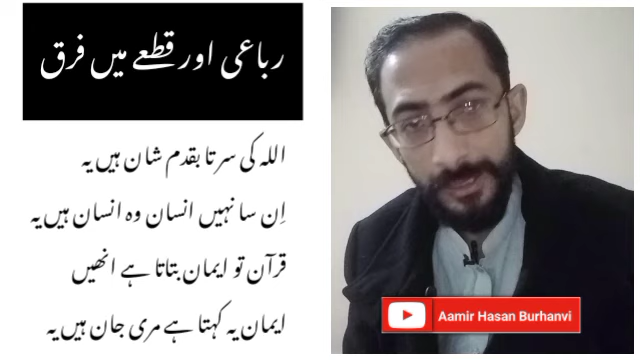 رباعی اور قطعے میں فرق
اللہ کی سر تا بقدم شان ہیں یہ
اِن سا نہیں انسان وہ انسان ہیں یہ
قرآن تو ایمان بتاتا ہے انھیں
ایمان یہ کہتا ہے مری جان ہیں یہ
Aamir Hasan Burhanvi